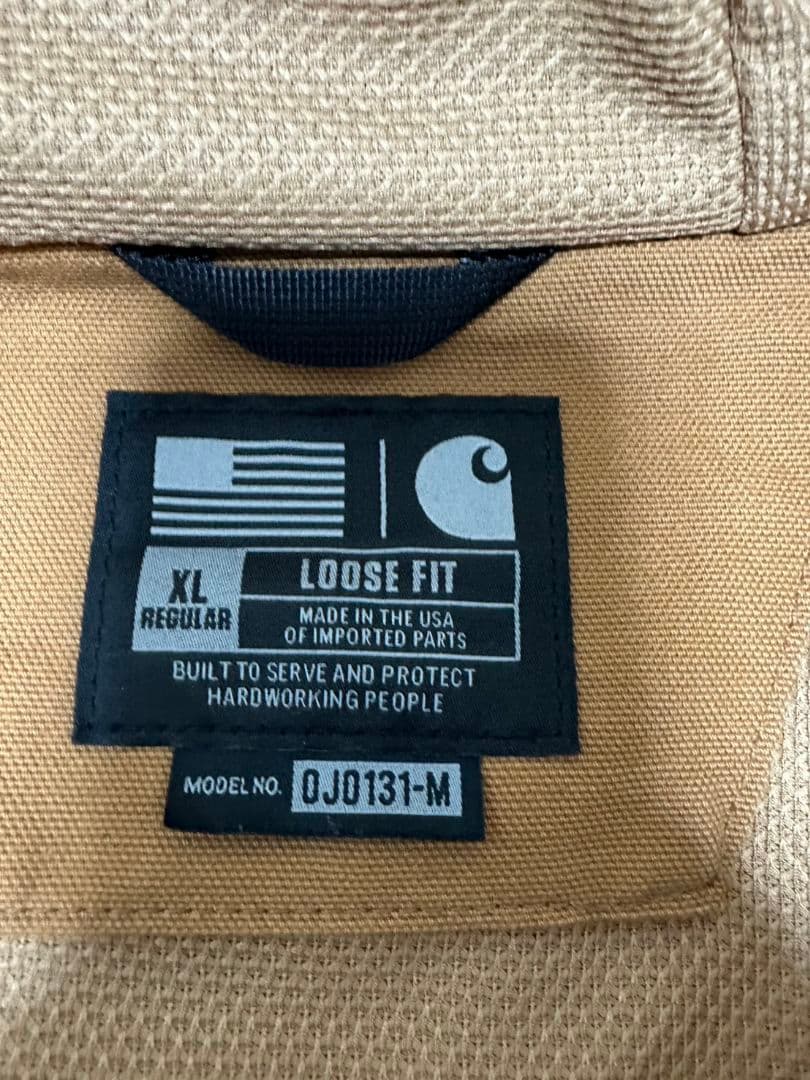 XL
REGULAR
LOOSE FIT
MADE IN THE USA
OF IMPORTED PARTS
BUILT TO SERVE AND PROTECT
HARDWORKING PEOPLE
MODEL NO. OJ0131-M